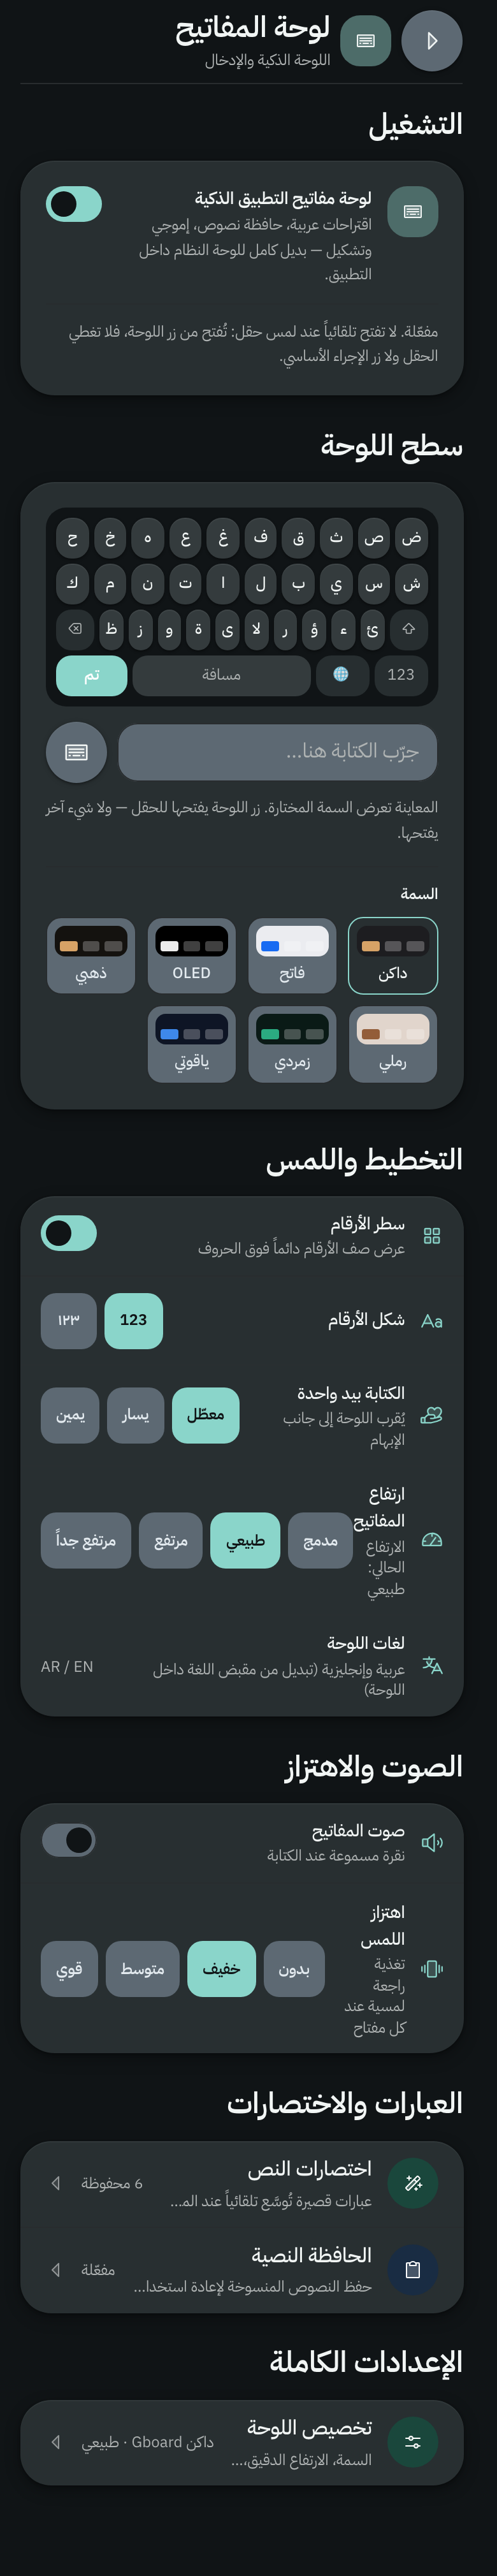 لوحة المفاتيح
اللوحة الذكية والإدخال
التشغيل
لوحة مفاتيح التطبيق الذكية
اقتراحات عربية، حافظة نصوص، إيموجي
وتشكيل — بديل كامل للوحة النظام داخل
التطبيق.
مفعّلة. لا تفتح تلقائياً عند لمس حقل: تُفتح من زر اللوحة، فلا تغطي
الحقل ولا زر الإجراء الأساسي.
سطح اللوحة
ض ص ث ق ف غ ع ه خ ح
ش س ي ب ل ا ت ن م ك
ئ ء ؤ ر لا ى ة و ز ظ
123 مسافة تم
جرّب الكتابة هنا...
المعاينة تعرض السمة المختارة. زر اللوحة يفتحها للحقل — ولا شيء آخر
يفتحها.
السمة
داكن فاتح OLED ذهبي
رملي زمردي ياقوتي
التخطيط واللمس
سطر الأرقام
عرض صف الأرقام دائماً فوق الحروف
شكل الأرقام 123 ١٢٣
الكتابة بيد واحدة
يُقرب اللوحة إلى جانب
الإبهام
معطّل يسار يمين
ارتفاع
المفاتيح
الارتفاع
الحالي:
طبيعي
مدمج طبيعي مرتفع مرتفع جداً
لغات اللوحة
عربية وإنجليزية (تبديل من مقبض اللغة داخل
اللوحة)
AR / EN
الصوت والاهتزاز
صوت المفاتيح
نقرة مسموعة عند الكتابة
اهتزاز
اللمس
تغذية
راجعة
لمسية عند
كل مفتاح
بدون خفيف متوسط قوي
العبارات والاختصارات
اختصارات النص
عبارات قصيرة تُوسَّع تلقائياً عند المـ...
6 محفوظة
الحافظة النصية
حفظ النصوص المنسوخة لإعادة استخدا...
مفعّلة
الإعدادات الكاملة
تخصيص اللوحة
السمة، الارتفاع الدقيق،...
داكن Gboard · طبيعي